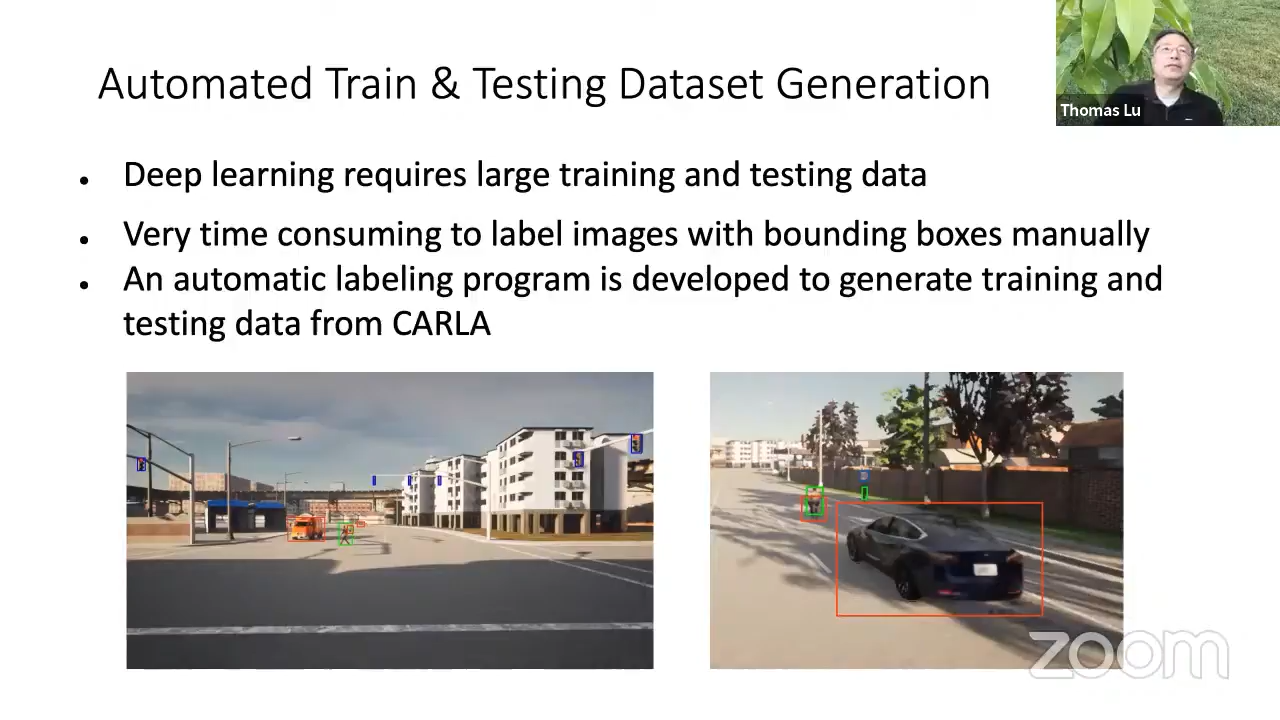 Automated Train & Testing Dataset Generation
Thomas Lu
• Deep learning requires large training and testing data
• Very time consuming to label images with bounding boxes manually
• An automatic labeling program is developed to generate training and
testing data from CARLA
zoom